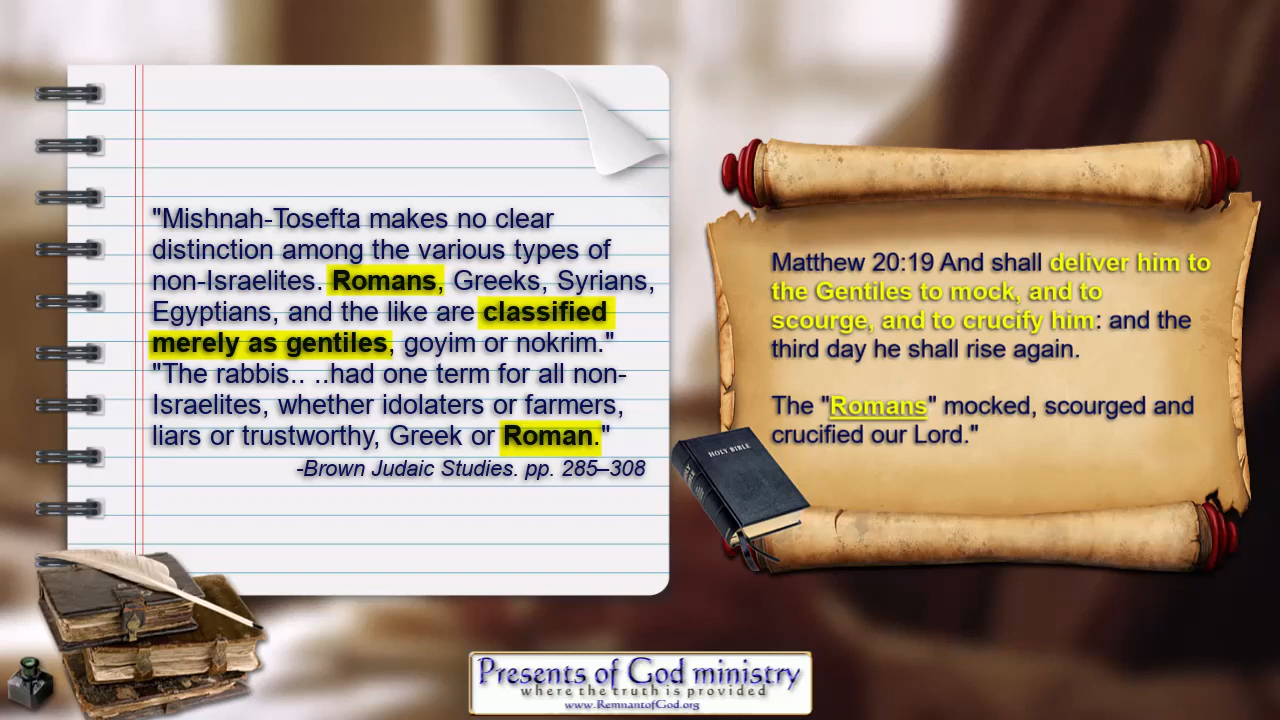 "Mishnah-Tosefta makes no clear
distinction among the various types of
non-Israelites. Romans, Greeks, Syrians,
Egyptians, and the like are classified
merely as gentiles, goyim or nokrim."
"The rabbis.. ..had one term for all non-
Israelites, whether idolaters or farmers,
liars or trustworthy, Greek or Roman."
-Brown Judaic Studies. pp. 285–308
Matthew 20:19 And shall deliver him to
the Gentiles to mock, and to
scourge, and to crucify him: and the
third day he shall rise again.
The "Romans" mocked, scourged and
crucified our Lord."
HOLY BIBLE
Presents of God ministry
where the truth is provided
www.RemnantofGod.org